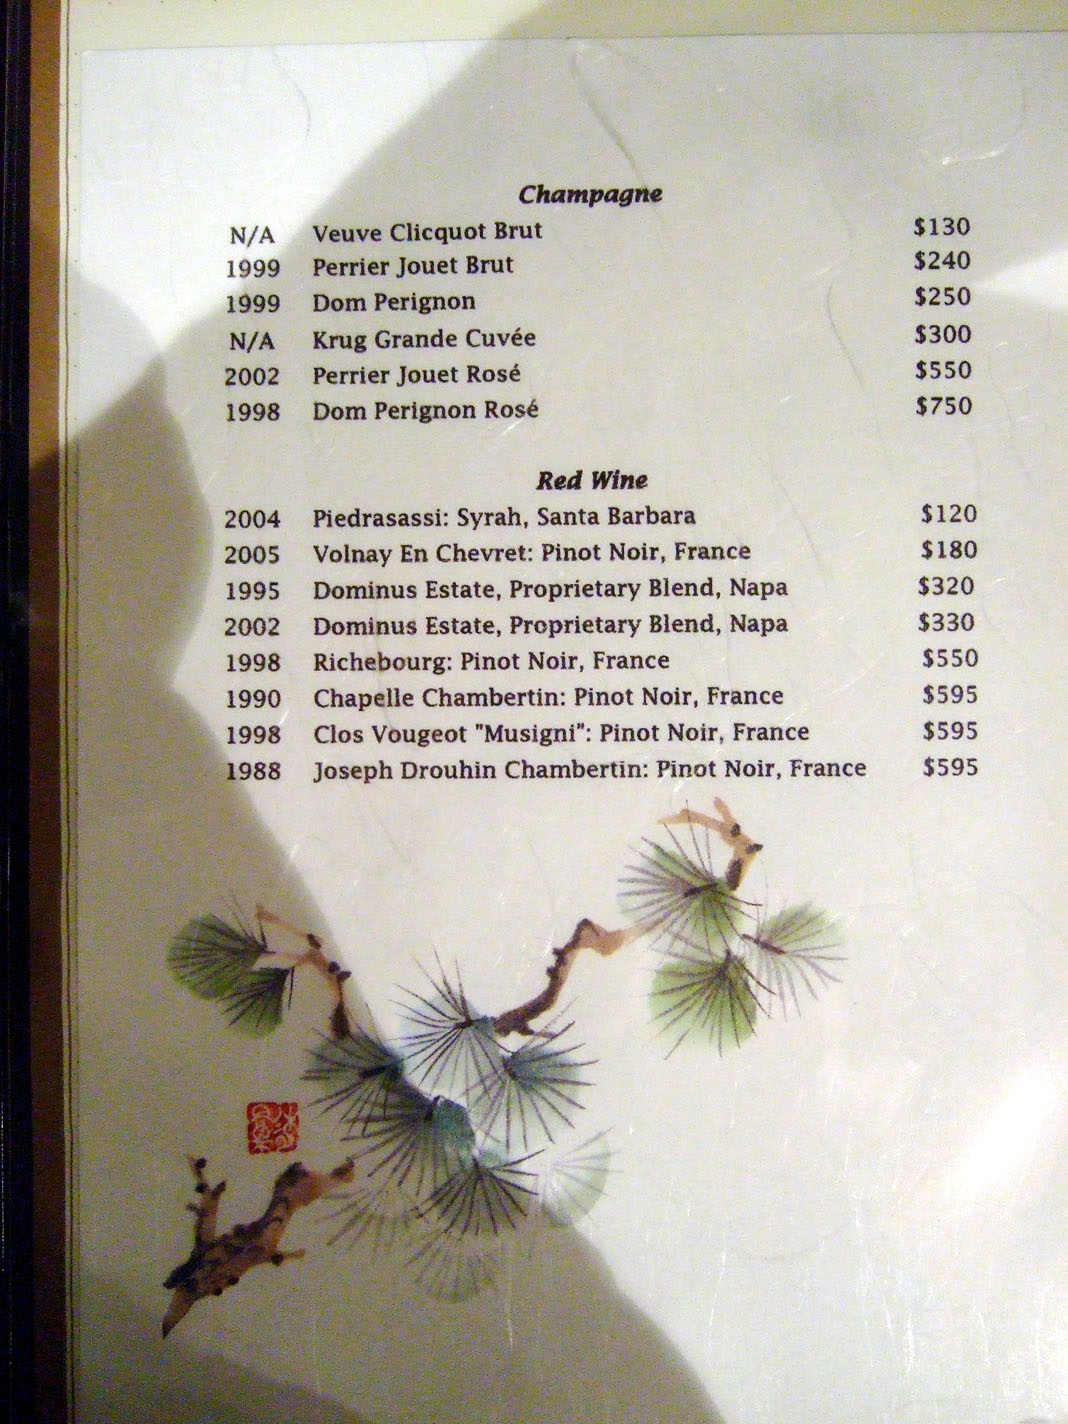 Champagne
N/A Veuve Clicquot Brut $130
1999 Perrier Jouet Brut $240
1999 Dom Perignon $250
N/A Krug Grande Cuvée $300
2002 Perrier Jouet Rosé $550
1998 Dom Perignon Rosé $750
Red Wine
2004 Piedrasassi: Syrah, Santa Barbara $120
2005 Volnay En Chevret: Pinot Noir, France $180
1995 Dominus Estate, Proprietary Blend, Napa $320
2002 Dominus Estate, Proprietary Blend, Napa $330
1998 Richebourg: Pinot Noir, France $550
1990 Chapelle Chambertin: Pinot Noir, France $595
1998 Clos Vougeot "Musigni": Pinot Noir, France $595
1988 Joseph Drouhin Chambertin: Pinot Noir, France $595